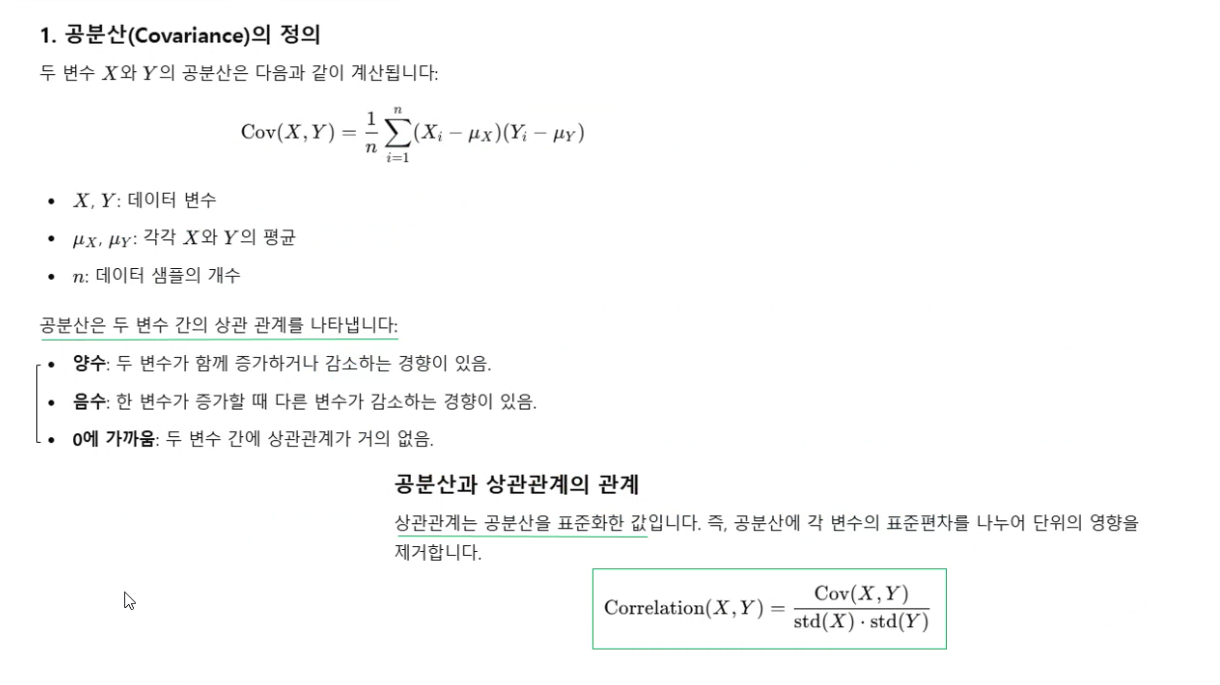 1. 공분산(Covariance)의 정의
두 변수 X와 Y의 공분산은 다음과 같이 계산됩니다:
Cov(X, Y) = \frac{1}{n} \sum_{i=1}^{n} (X_i − μ_X)(Y_i − μ_Y)
• X, Y: 데이터 변수
• μ_X, μ_Y: 각각 X와 Y의 평균
• n: 데이터 샘플의 개수
공분산은 두 변수 간의 상관 관계를 나타냅니다:
• 양수: 두 변수가 함께 증가하거나 감소하는 경향이 있음.
• 음수: 한 변수가 증가할 때 다른 변수가 감소하는 경향이 있음.
• 0에 가까움: 두 변수 간에 상관관계가 거의 없음.
공분산과 상관관계의 관계
상관관계는 공분산을 표준화한 값입니다. 즉, 공분산에 각 변수의 표준편차를 나누어 단위의 영향을
제거합니다.
Correlation(X, Y) = \frac{Cov(X, Y)}{std(X) · std(Y)}